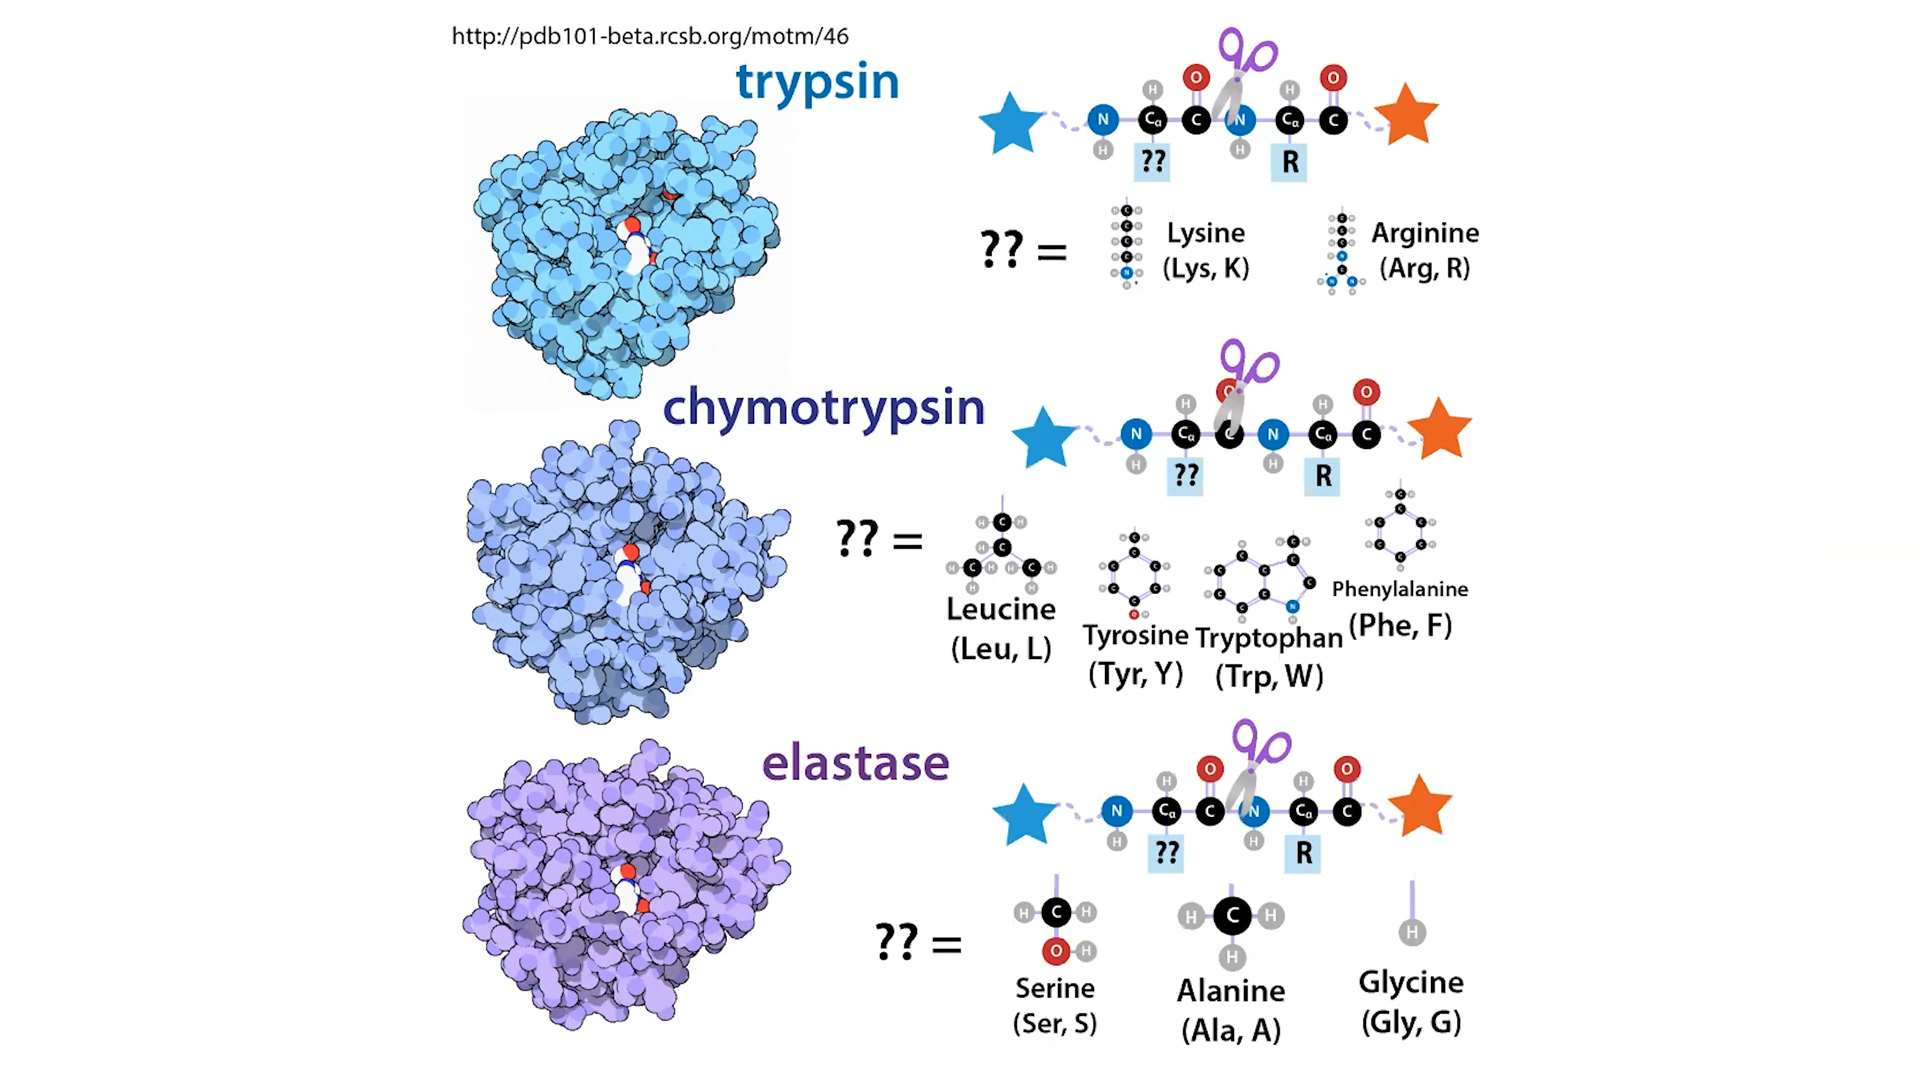 http://pdb101-beta.rcsb.org/motm/46
trypsin
O O
H H
N Cα C N Cα C
H H
?? R
?? =
Lysine
(Lys, K)
Arginine
(Arg, R)
chymotrypsin
O O
H H
N Cα C N Cα C
H H
?? R
?? =
Leucine
(Leu, L)
Tyrosine
(Tyr, Y)
Tryptophan
(Trp, W)
Phenylalanine
(Phe, F)
elastase
O O
H H
N Cα C N Cα C
H H
?? R
?? =
H C H
O H
Serine
(Ser, S)
H C H
H
Alanine
(Ala, A)
H
Glycine
(Gly, G)